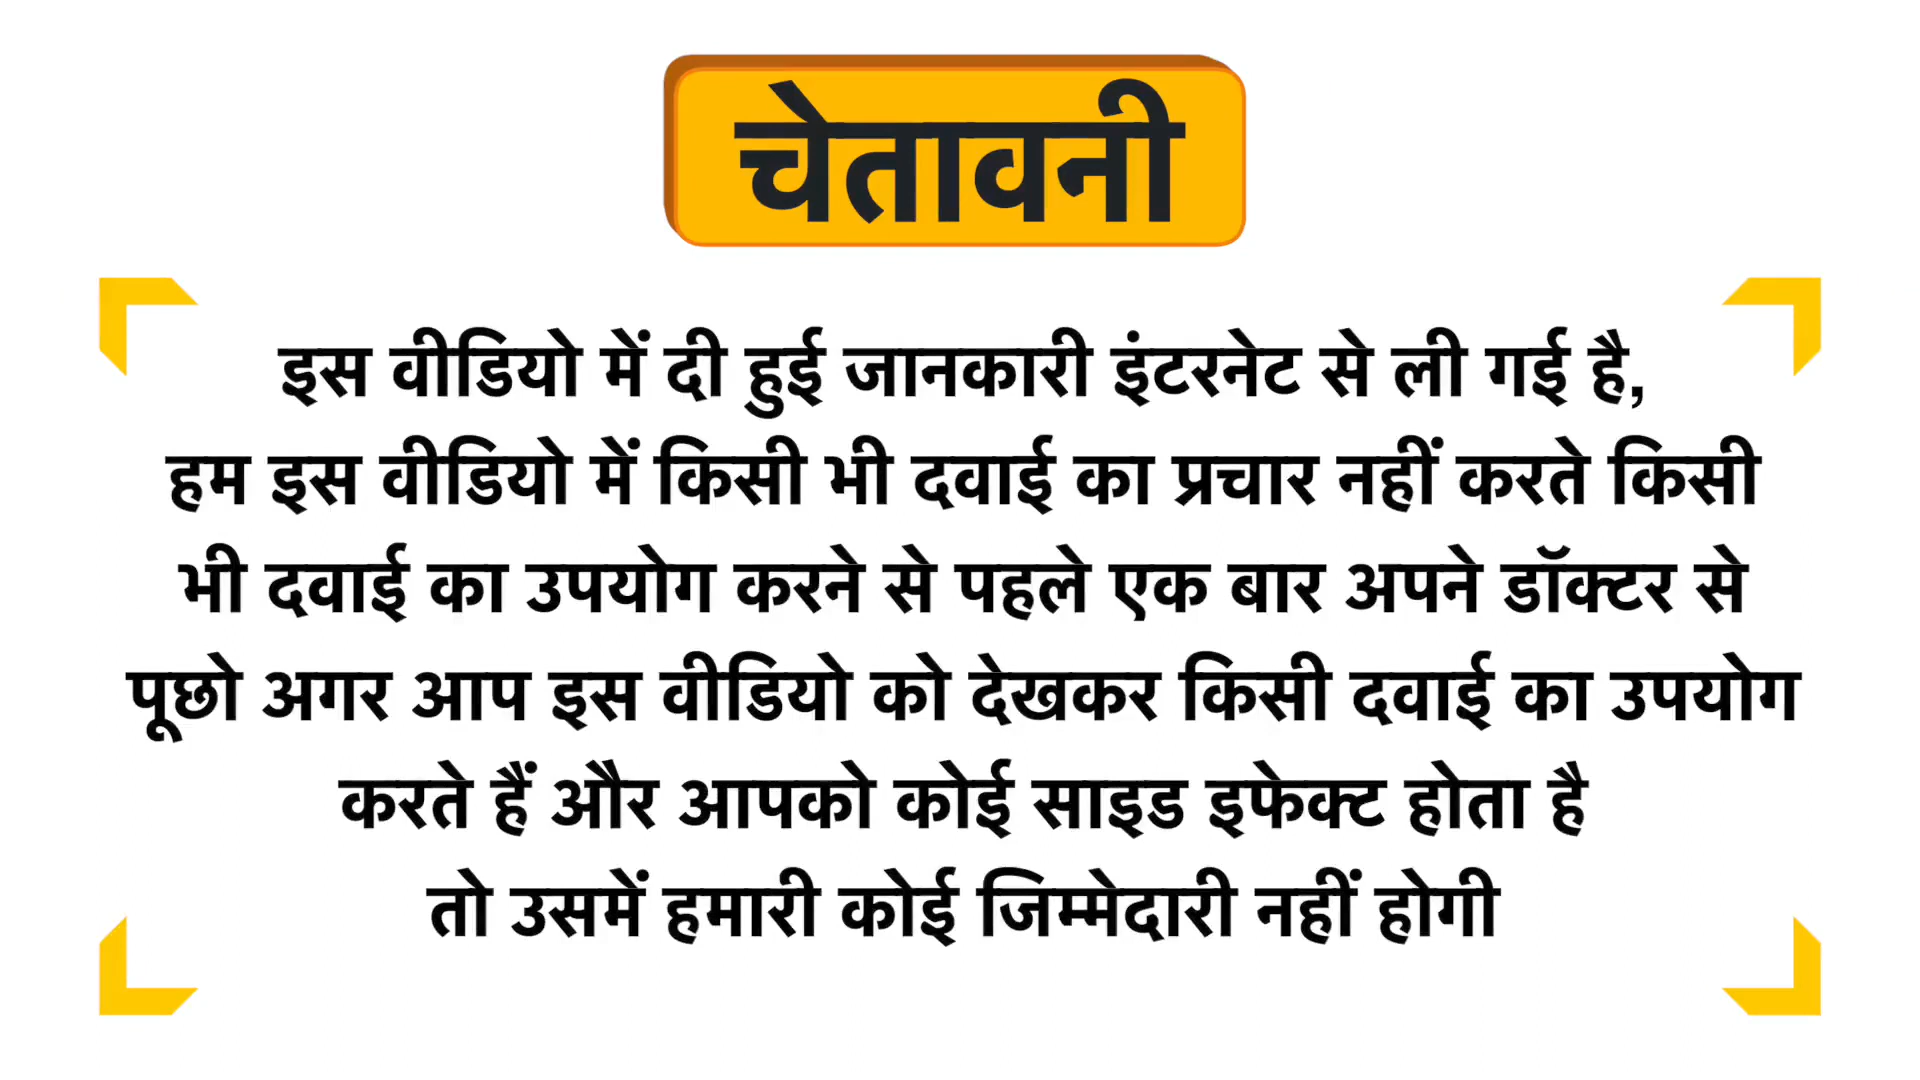 चेतावनी
इस वीडियो में दी हुई जानकारी इंटरनेट से ली गई है,
हम इस वीडियो में किसी भी दवाई का प्रचार नहीं करते किसी
भी दवाई का उपयोग करने से पहले एक बार अपने डॉक्टर से
पूछो अगर आप इस वीडियो को देखकर किसी दवाई का उपयोग
करते हैं और आपको कोई साइड इफेक्ट होता है
तो उसमें हमारी कोई जिम्मेदारी नहीं होगी